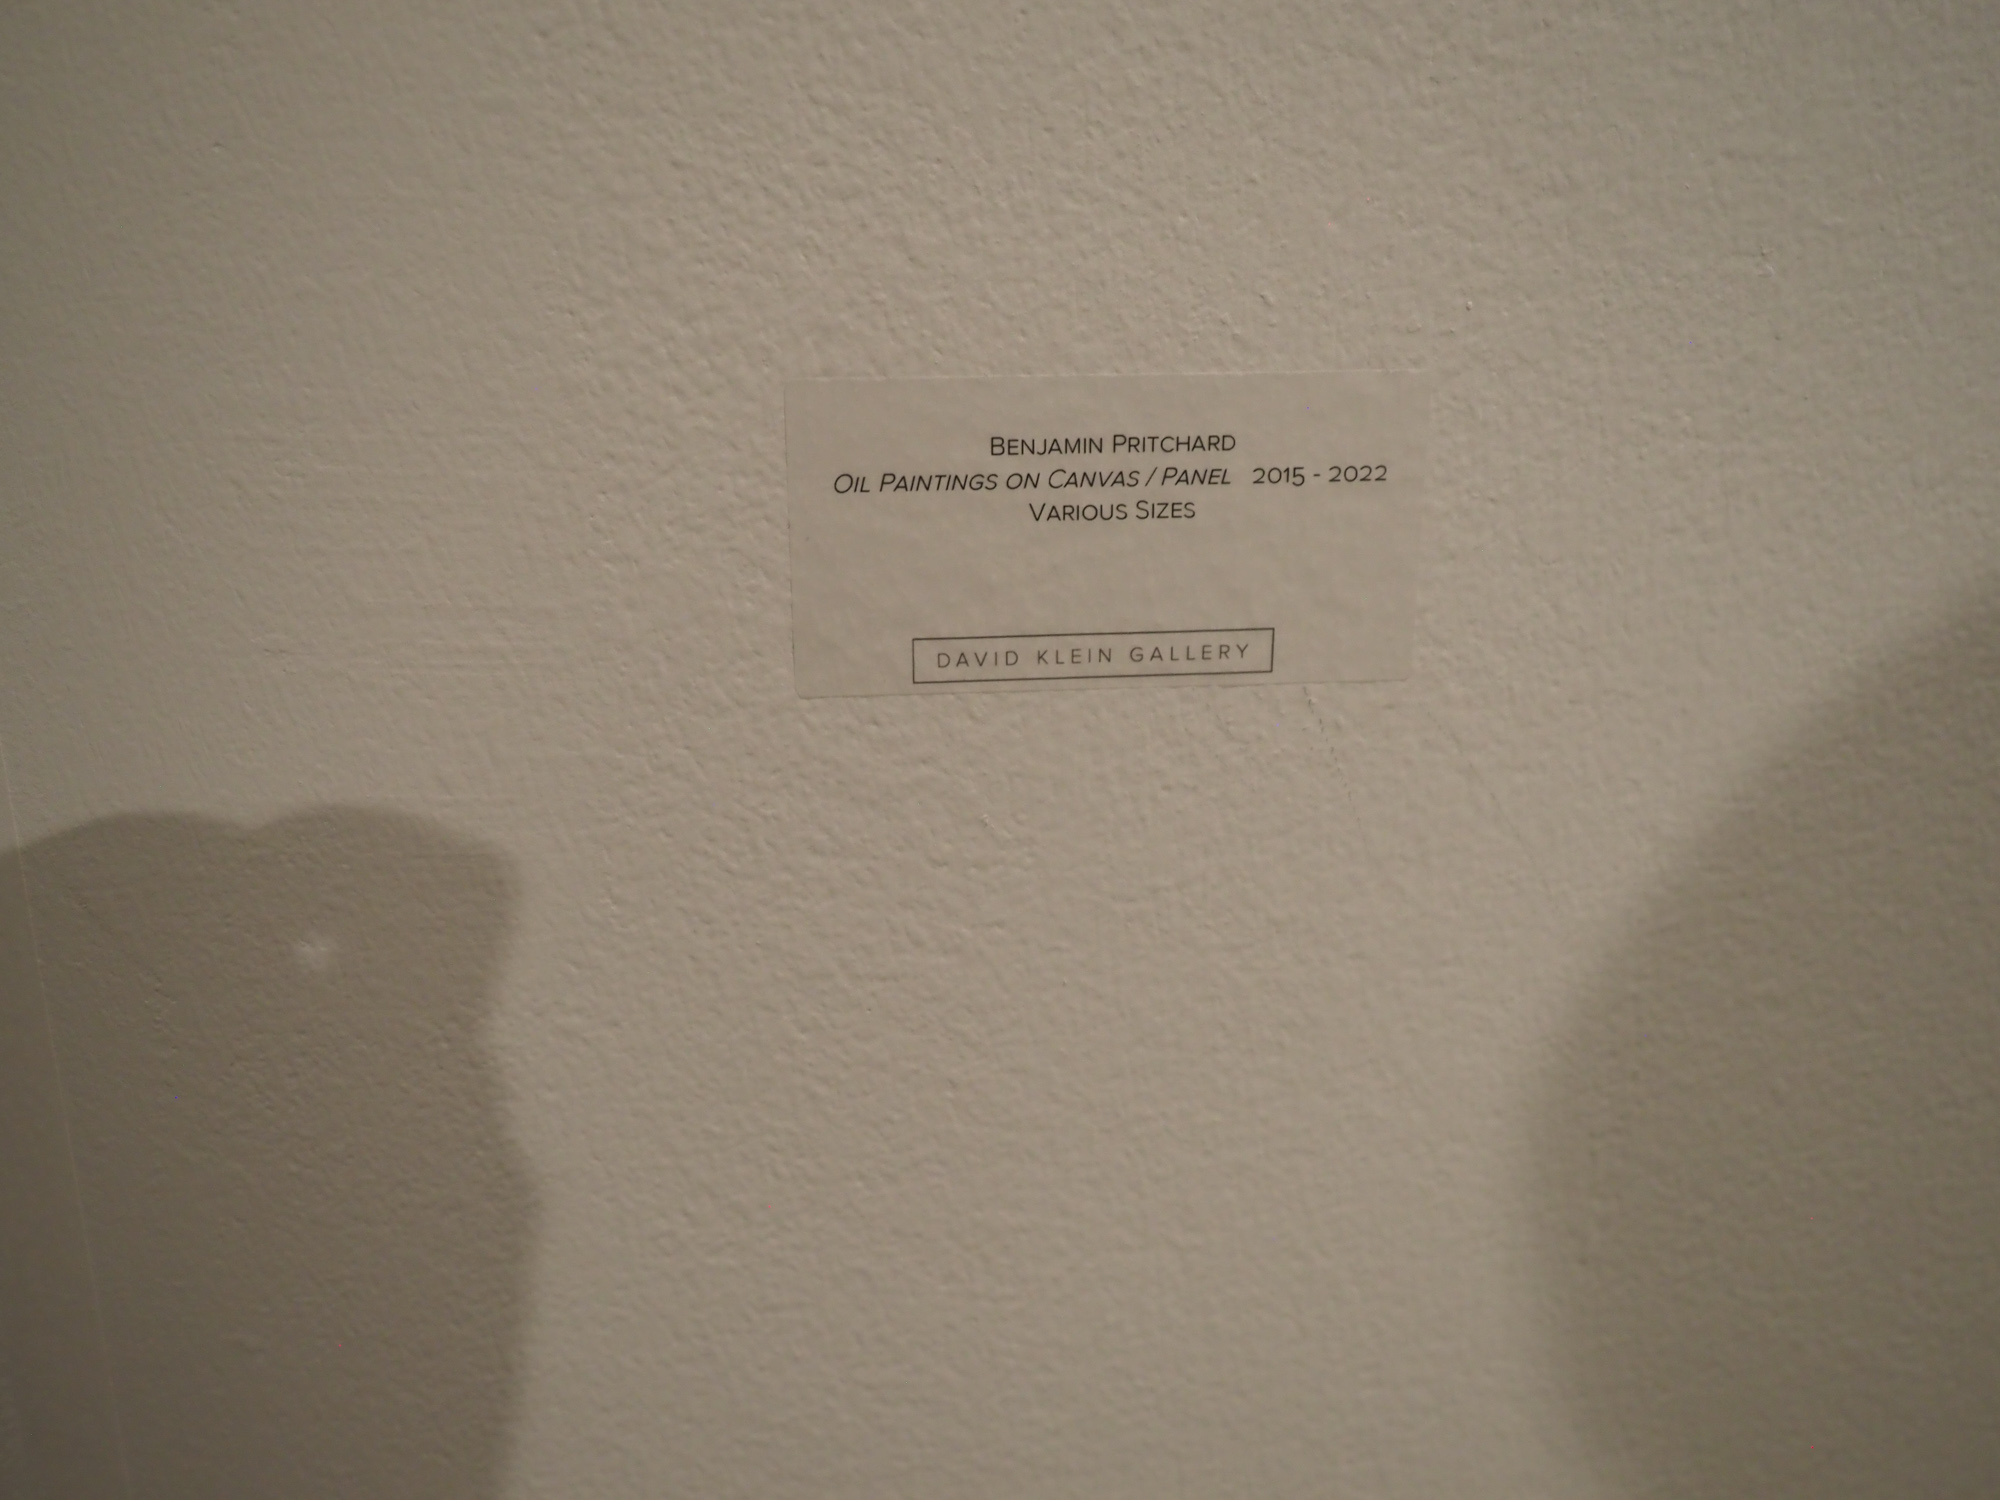 BENJAMIN PRITCHARD
OIL PAINTINGS ON CANVAS / PANEL 2015 - 2022
VARIOUS SIZES
DAVID KLEIN GALLERY